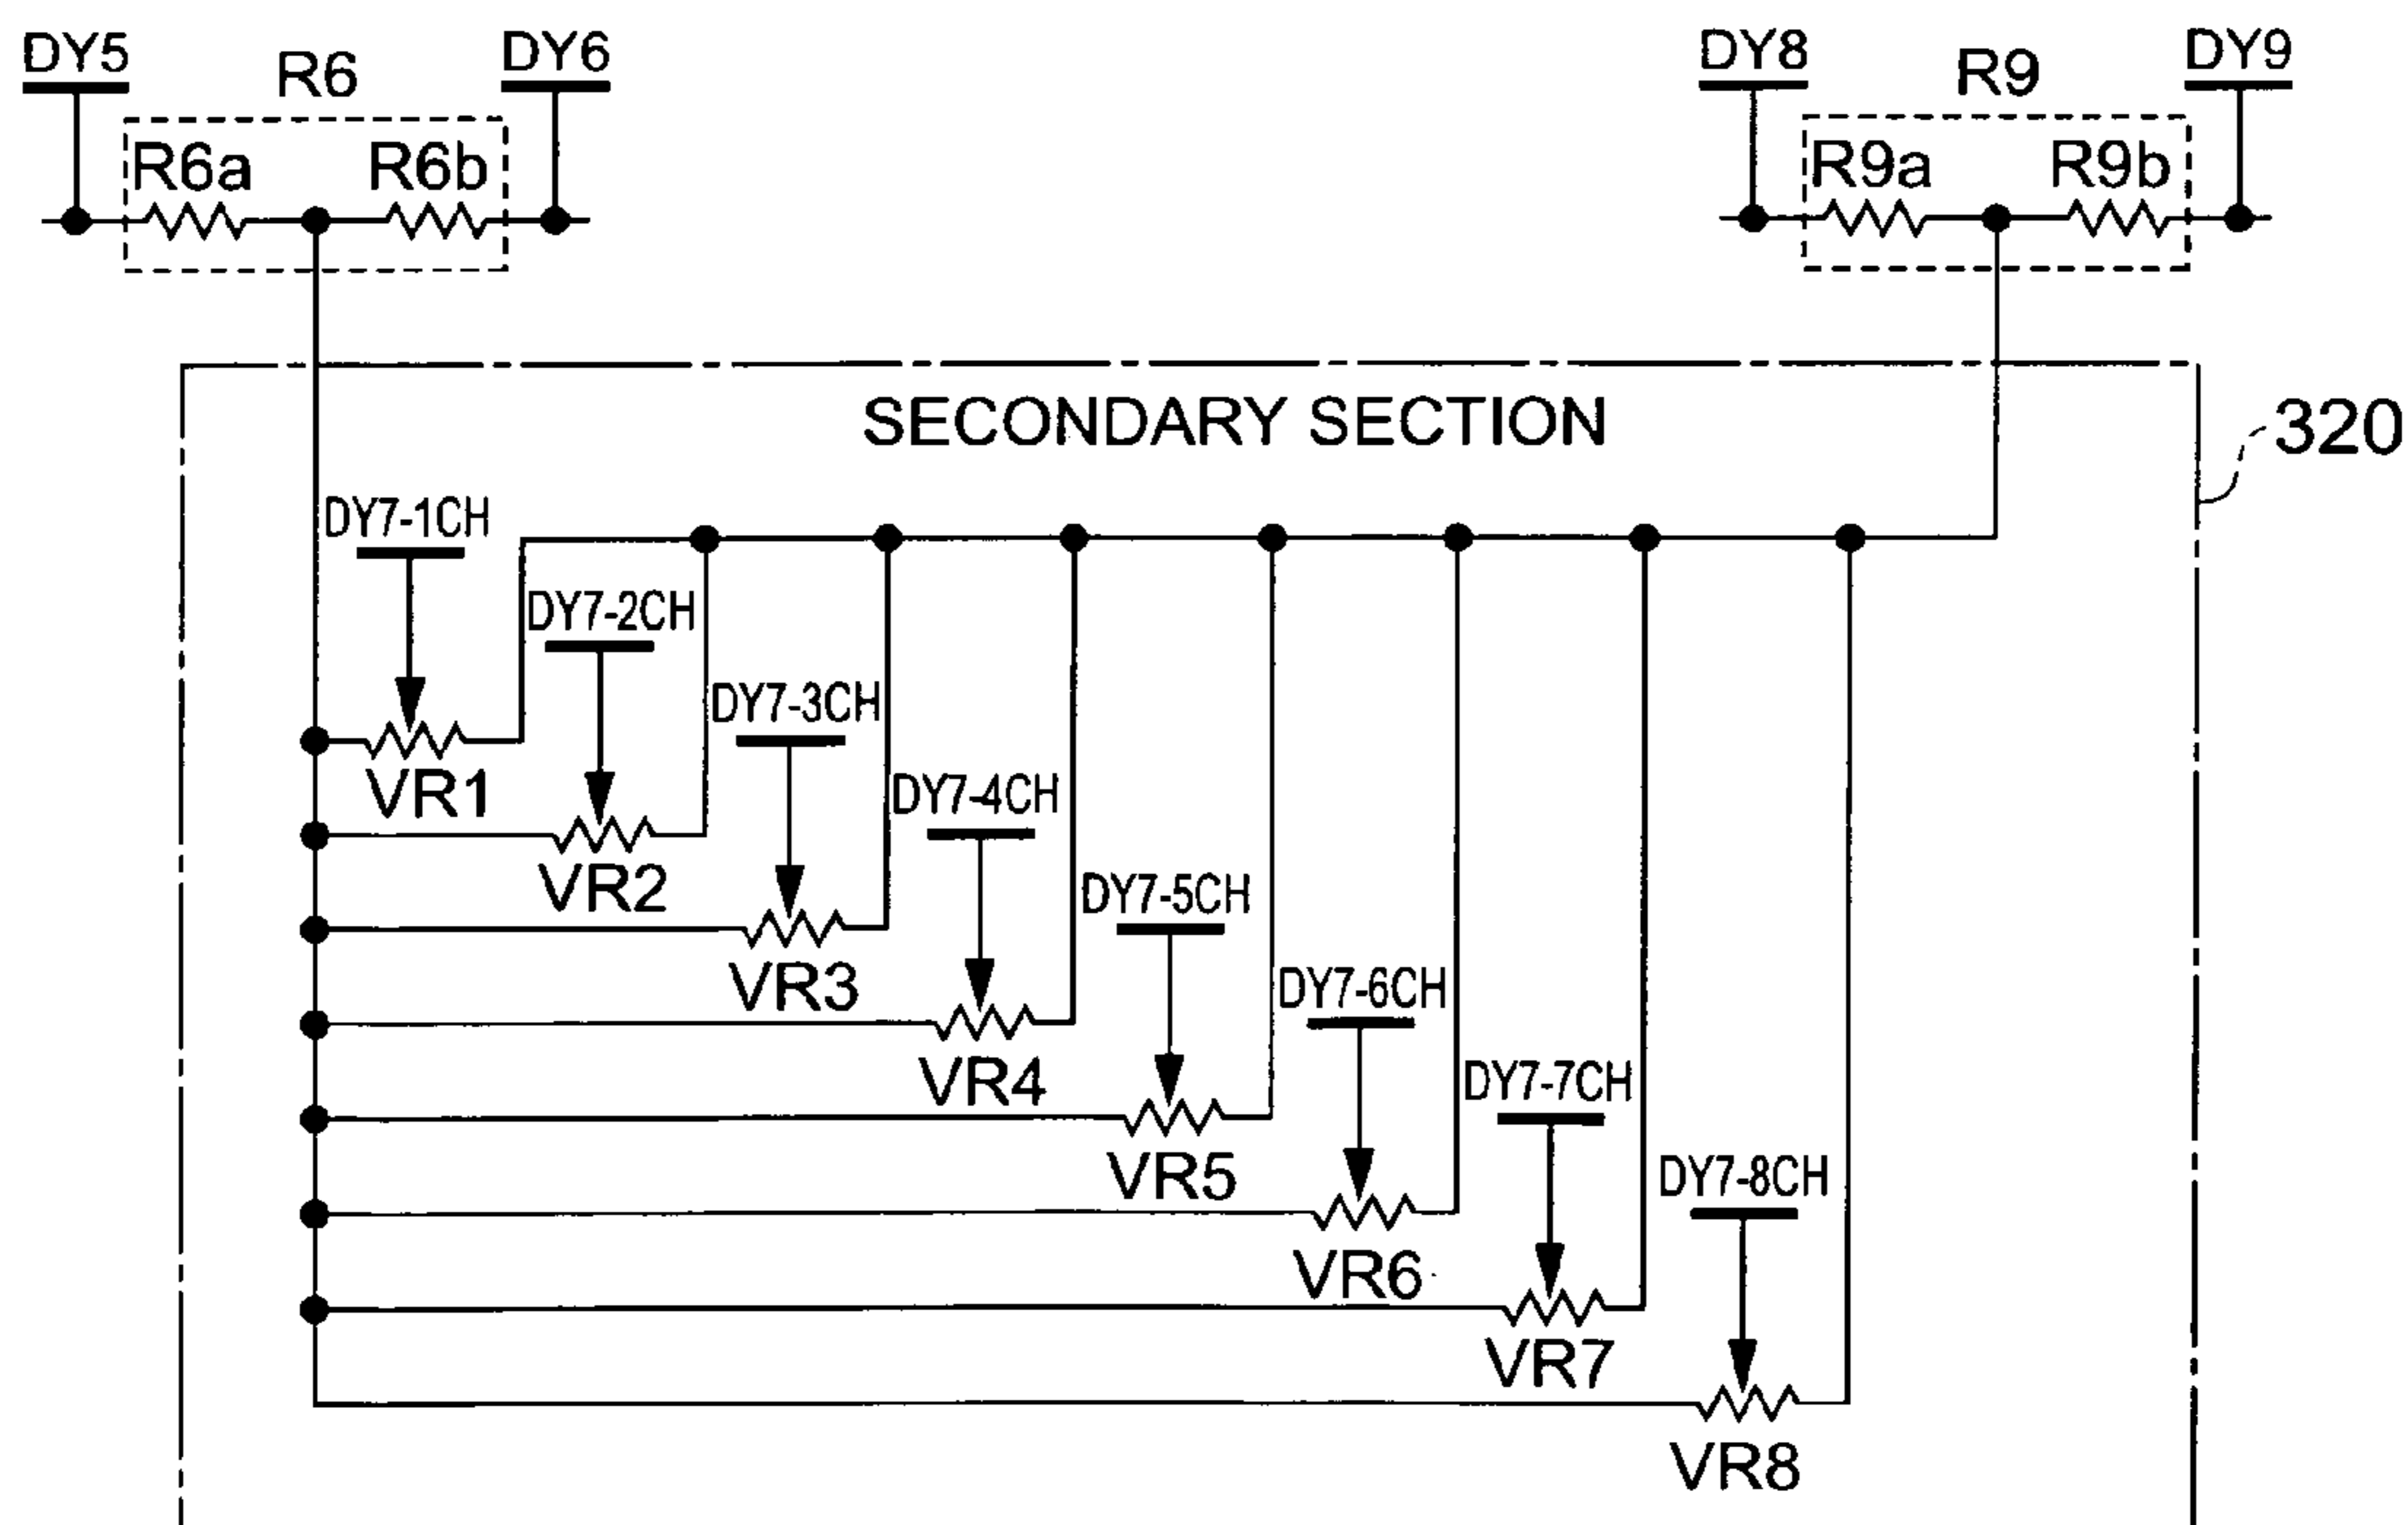 DY5
R6
DY6
DY8
R9
DY9
R6a
R6b
R9a
R9b
SECONDARY SECTION
320
DY7-1CH
DY7-2CH
DY7-3CH
VR1
DY7-4CH
VR2
DY7-5CH
VR3
DY7-6CH
VR4
DY7-7CH
VR5
DY7-8CH
VR6
VR7
VR8